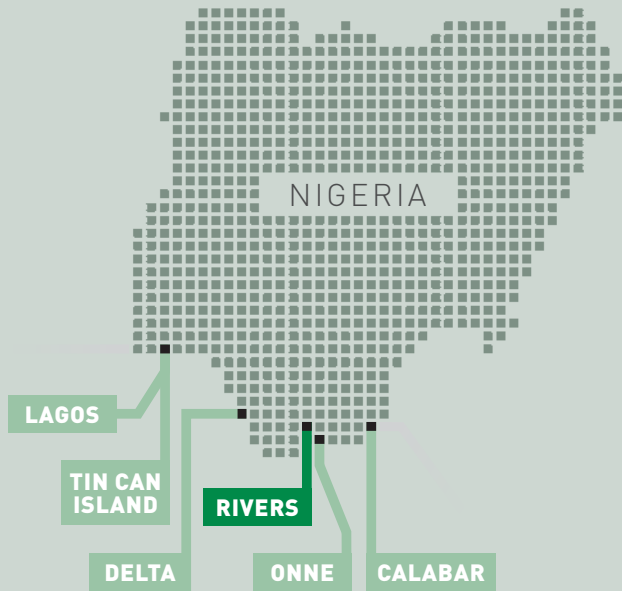 NIGERIA
LAGOS
TIN CAN
ISLAND
RIVERS
DELTA
ONNE
CALABAR